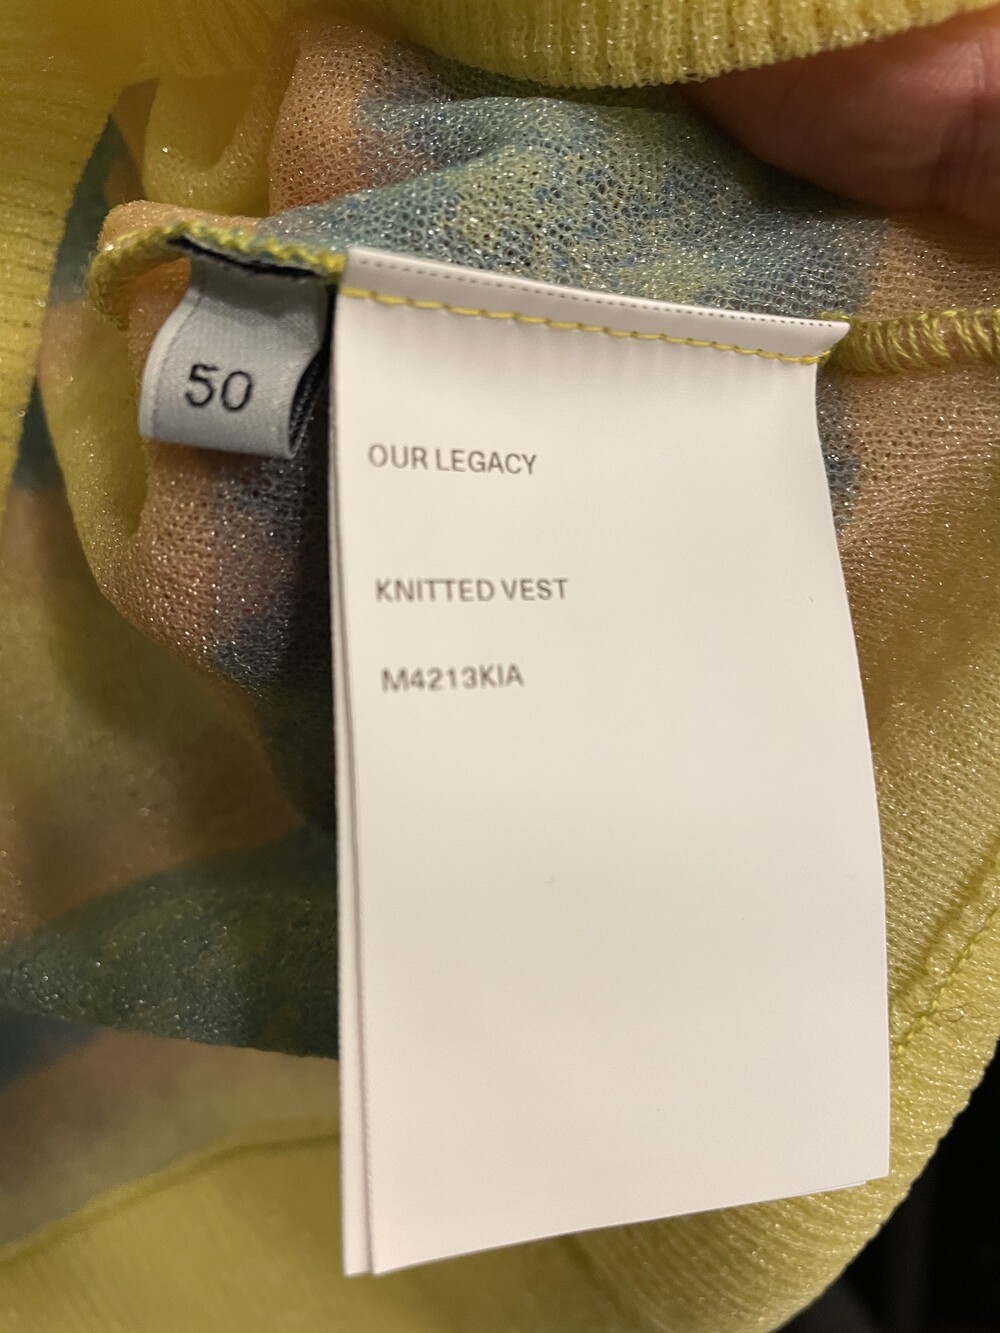 50
OUR LEGACY
KNITTED VEST
M4213KIA